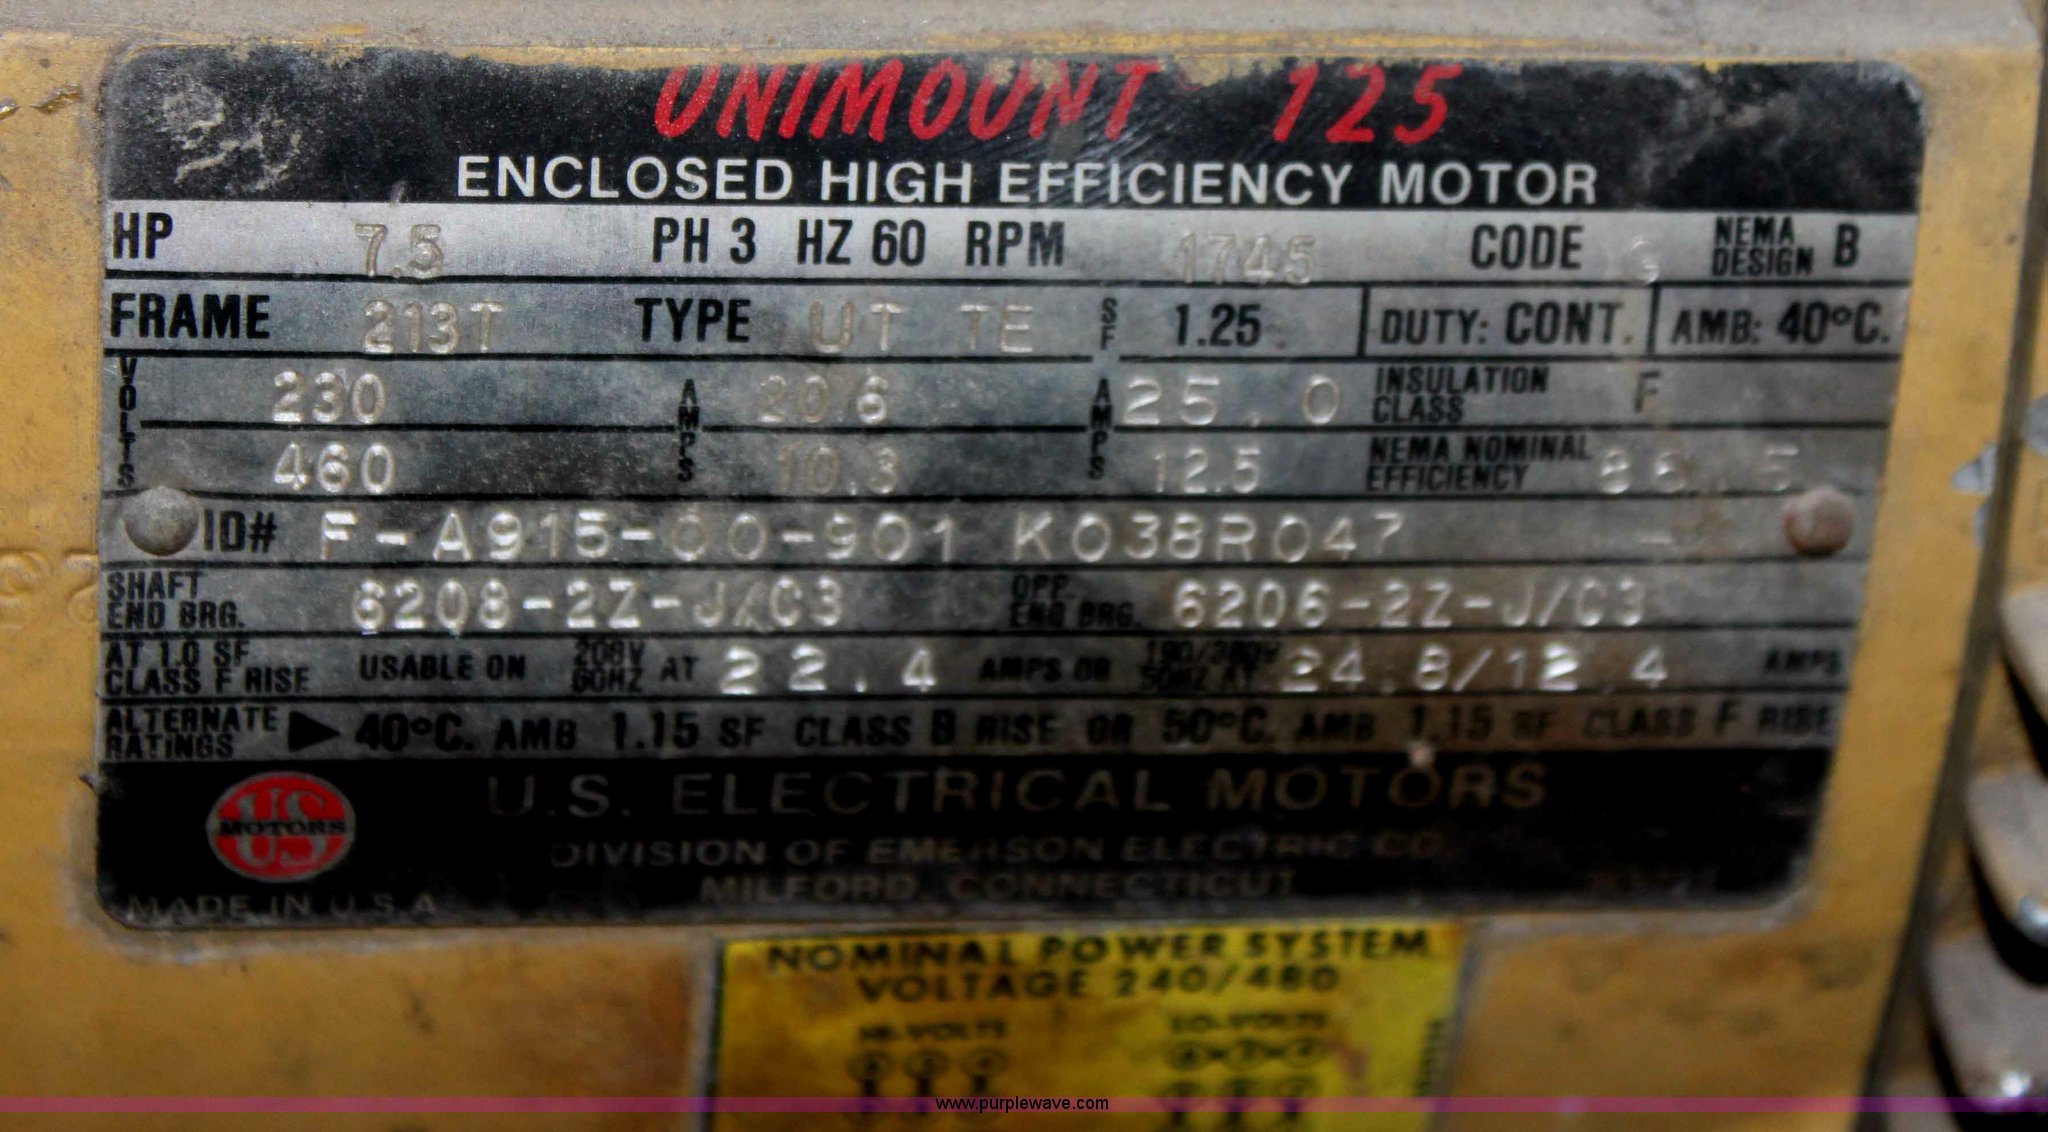 UNIMOUNT 125
ENCLOSED HIGH EFFICIENCY MOTOR
HP 7.5 PH 3 HZ 60 RPM 1745 CODE G NEMA DESIGN B
FRAME 213T TYPE UT TE SF 1.25 DUTY: CONT. AMB: 40°C.
VOLTS 230 AMPS 20.6 AMPS 25.0 INSULATION CLASS F
460 10.3 12.5 NEMA NOMINAL EFFICIENCY 86.5
ID# F-A915-00-901 K038R047 -
SHAFT END BRG. 6208-2Z-J/C3 OPP. END BRG. 6206-2Z-J/C3
AT 1.0 SF CLASS F RISE USABLE ON 208V 60HZ AT 22.4 AMPS OR 190/380V 50HZ AT 24.8/12.4 AMPS
ALTERNATE RATINGS ▶ 40°C. AMB 1.15 SF CLASS B RISE OR 50°C. AMB 1.15 SF CLASS F RISE
US MOTORS
U.S. ELECTRICAL MOTORS
DIVISION OF EMERSON ELECTRIC CO.
MILFORD, CONNECTICUT
MADE IN U.S.A
NOMINAL POWER SYSTEM
VOLTAGE 240/480
HI-VOLTS LO-VOLTS
www.purplewave.com